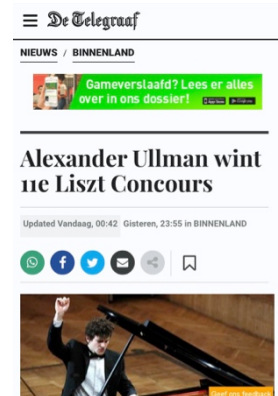 De Telegraaf
NIEUWS / BINNENLAND
Gameverslaafd? Lees er alles
over in ons dossier!
Alexander Ullman wint
11e Liszt Concours
Updated Vandaag, 00:42 Gisteren, 23:55 in BINNENLAND
Geef ons feedback